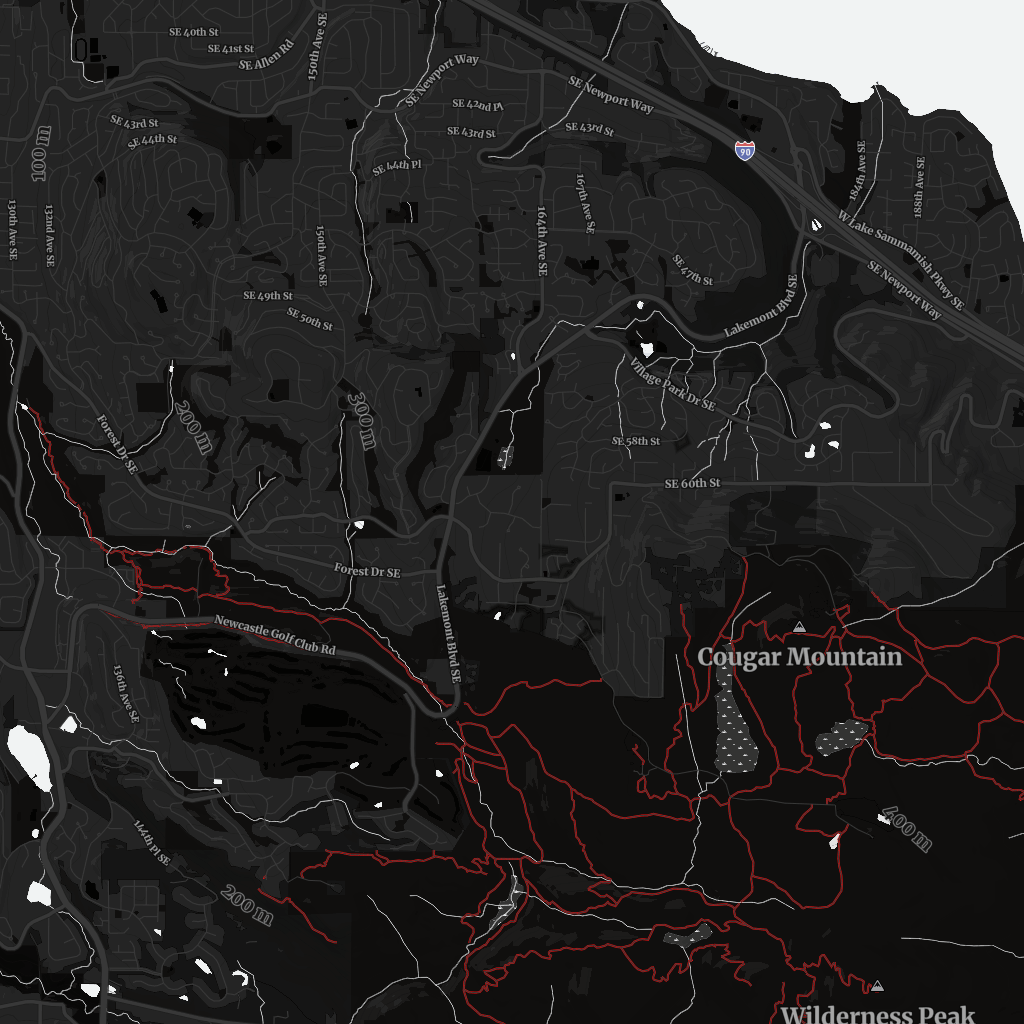 SE 40th St
SE 41st St
SE Allen Rd
150th Ave SE
SE Newport Way
SE Newport Way
SE 42nd Pl
SE 43rd St
SE 43rd St
SE 43rd St
SE 44th St
SE 44th Pl
100 m
90
184th Ave SE
188th Ave SE
130th Ave SE
132nd Ave SE
150th Ave SE
164th Ave SE
167th Ave SE
W Lake Sammamish Pkwy SE
SE 47th St
SE Newport Way
SE 49th St
SE 50th St
Lakemont Blvd SE
Village Park Dr SE
Forest Dr SE
200 m
200 m
SE 58th St
SE 60th St
Forest Dr SE
Lakemont Blvd SE
Newcastle Golf Club Rd
Cougar Mountain
136th Ave SE
144th Pl SE
400 m
200 m
Wilderness Peak